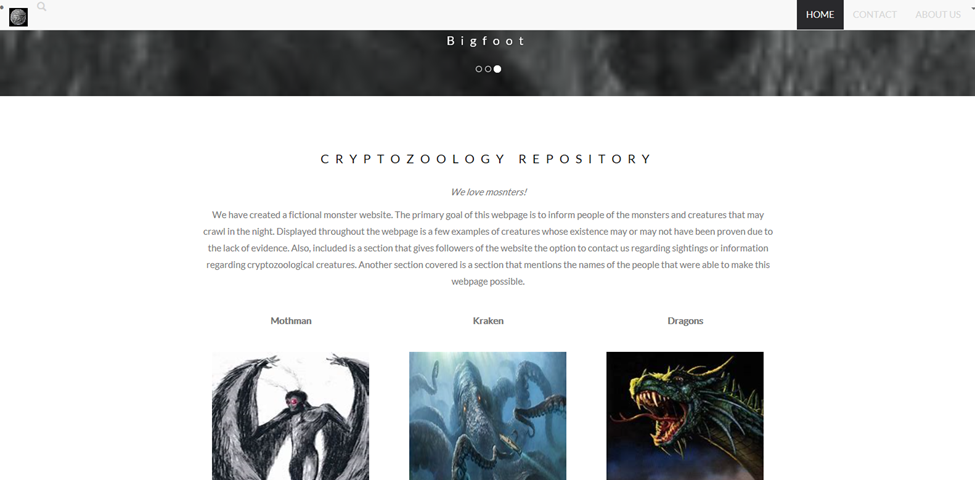 HOME CONTACT ABOUT US
Bigfoot
CRYPTOZOOLOGY REPOSITORY
We love mosnters!
We have created a fictional monster website. The primary goal of this webpage is to inform people of the monsters and creatures that may
crawl in the night. Displayed throughout the webpage is a few examples of creatures whose existence may or may not have been proven due to
the lack of evidence. Also, included is a section that gives followers of the website the option to contact us regarding sightings or information
regarding cryptozoological creatures. Another section covered is a section that mentions the names of the people that were able to make this
webpage possible.
Mothman Kraken Dragons